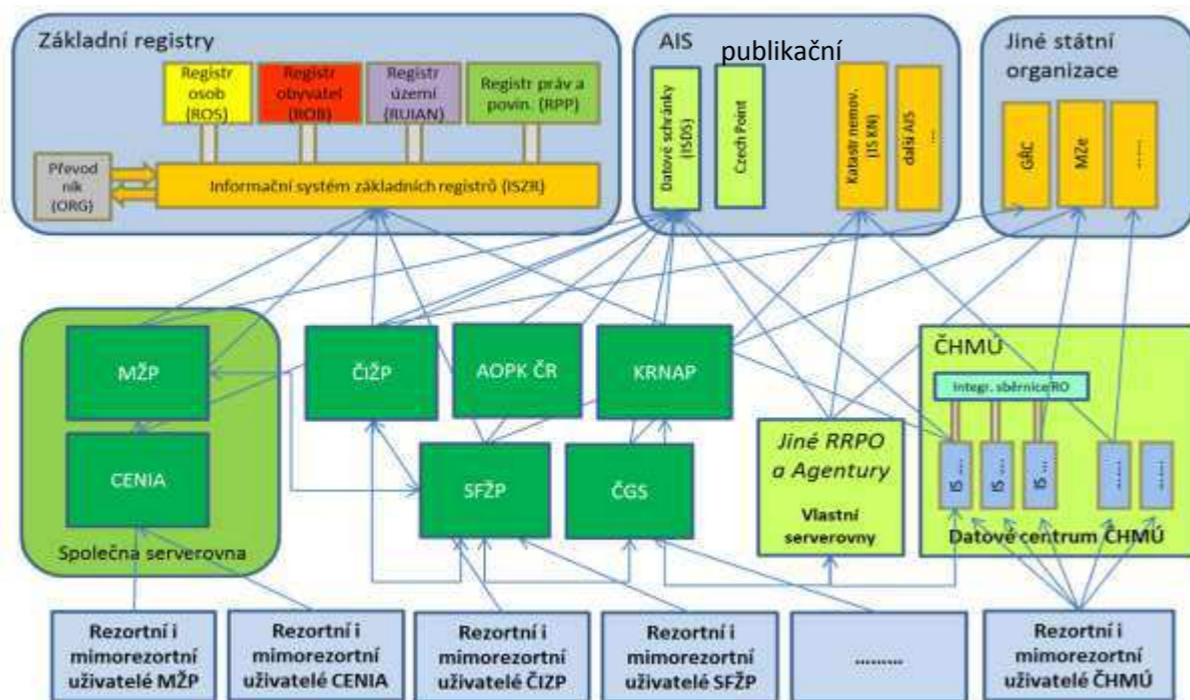 Základní registry
Registr
osob
(ROS)
Registr
obyvatel
(ROB)
Registr
území
(RUIAN)
Registr práv a
povin. (RPP)
Převod
ník
(ORG)
Informační systém základních registrů (ISZR)
AIS
publikační
Datové schránky
(ISDS)
Czech Point
Katastr nemov.
(IS KN)
další AIS
...
Jiné státní
organizace
GŘC
MZe
......
MŽP
CENIA
Společná serverovna
ČIŽP
AOPK ČR
KRNAP
SFŽP
ČGS
Jiné RRPO
a Agentury
Vlastní
serverovny
ČHMÚ
Integr. sběrnice RO
IS ....
IS ...
IS ...
.......
.......
Datové centrum ČHMÚ
Rezortní i
mimorezortní
uživatelé MŽP
Rezortní i
mimorezortní
uživatelé CENIA
Rezortní i
mimorezortní
uživatelé ČIZP
Rezortní i
mimorezortní
uživatelé SFŽP
.........
Rezortní i
mimorezortní
uživatelé ČHMÚ